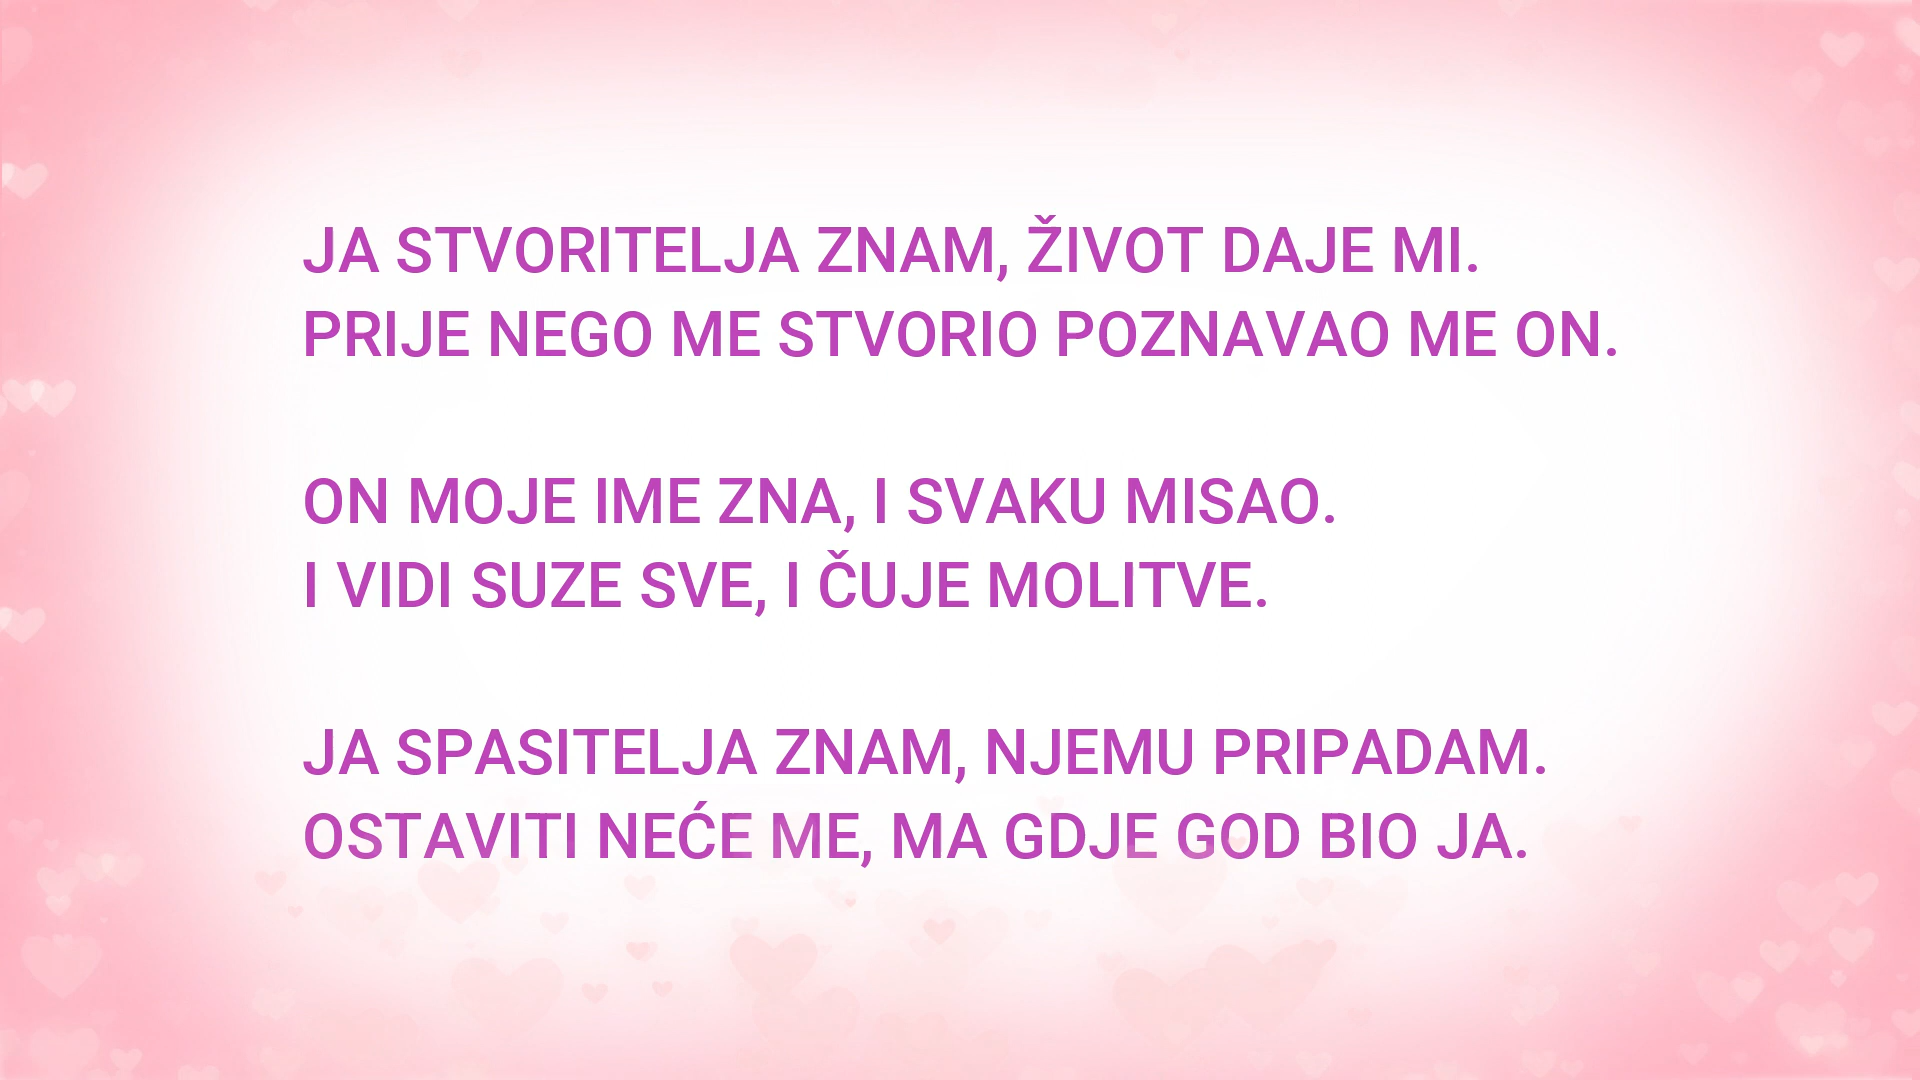 JA STVORITELJA ZNAM, ŽIVOT DAJE MI.
PRIJE NEGO ME STVORIO POZNAVAO ME ON.
ON MOJE IME ZNA, I SVAKU MISAO.
I VIDI SUZE SVE, I ČUJE MOLITVE.
JA SPASITELJA ZNAM, NJEMU PRIPADAM.
OSTAVITI NEĆE ME, MA GDJE GOD BIO JA.